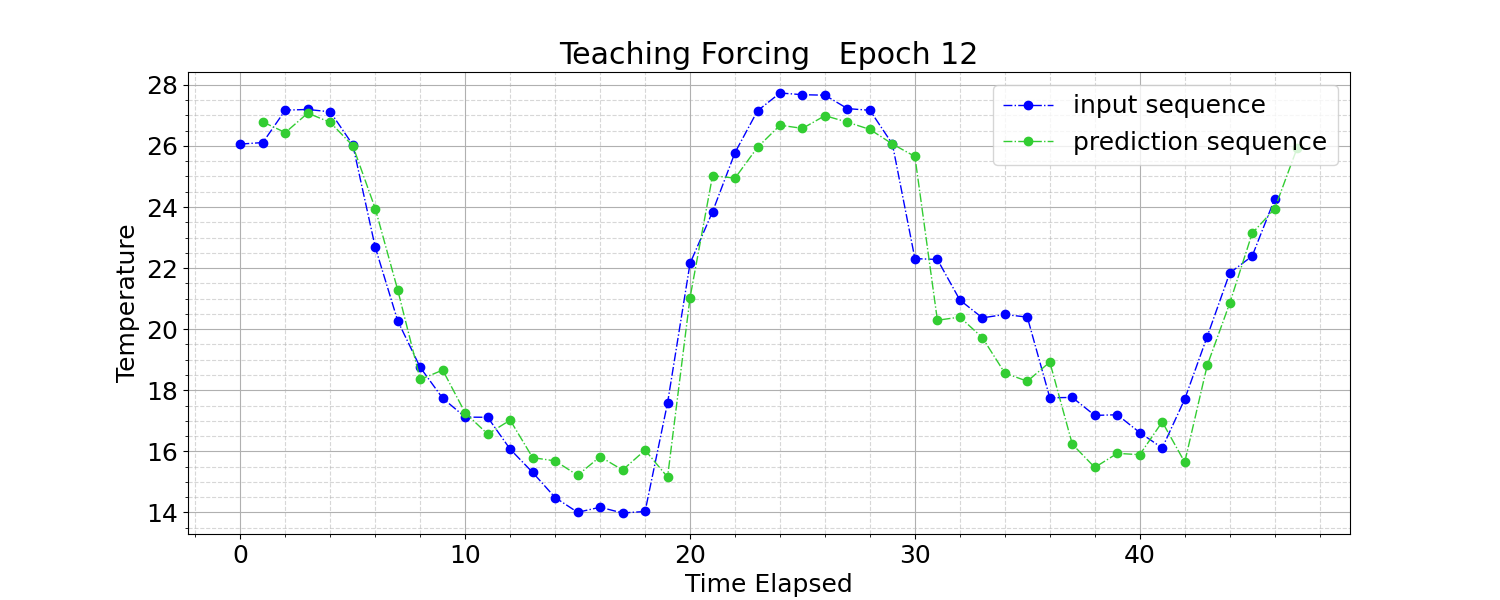 Teaching Forcing   Epoch 12
28
26
24
22
20
18
16
14
Temperature
input sequence
prediction sequence
0 10 20 30 40
Time Elapsed